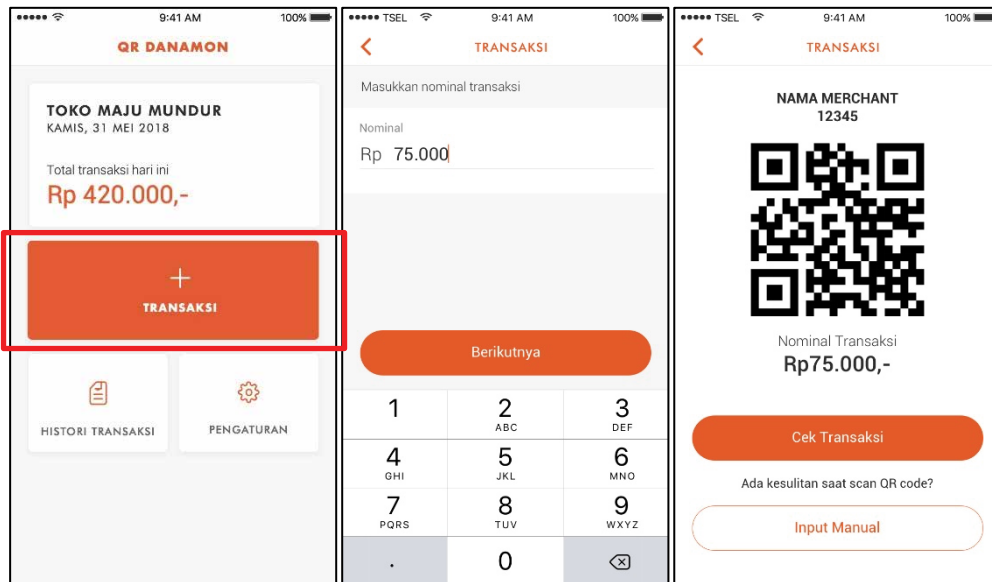 9:41 AM 100%
QR DANAMON
TOKO MAJU MUNDUR
KAMIS, 31 MEI 2018
Total transaksi hari ini
Rp 420.000,-
+
TRANSAKSI
HISTORI TRANSAKSI
PENGATURAN
TSEL 9:41 AM 100%
TRANSAKSI
Masukkan nominal transaksi
Nominal
Rp 75.000
Berikutnya
1 2 3
ABC DEF
4 5 6
GHI JKL MNO
7 8 9
PQRS TUV WXYZ
. 0
TSEL 9:41 AM 100%
TRANSAKSI
NAMA MERCHANT
12345
Nominal Transaksi
Rp75.000,-
Cek Transaksi
Ada kesulitan saat scan QR code?
Input Manual